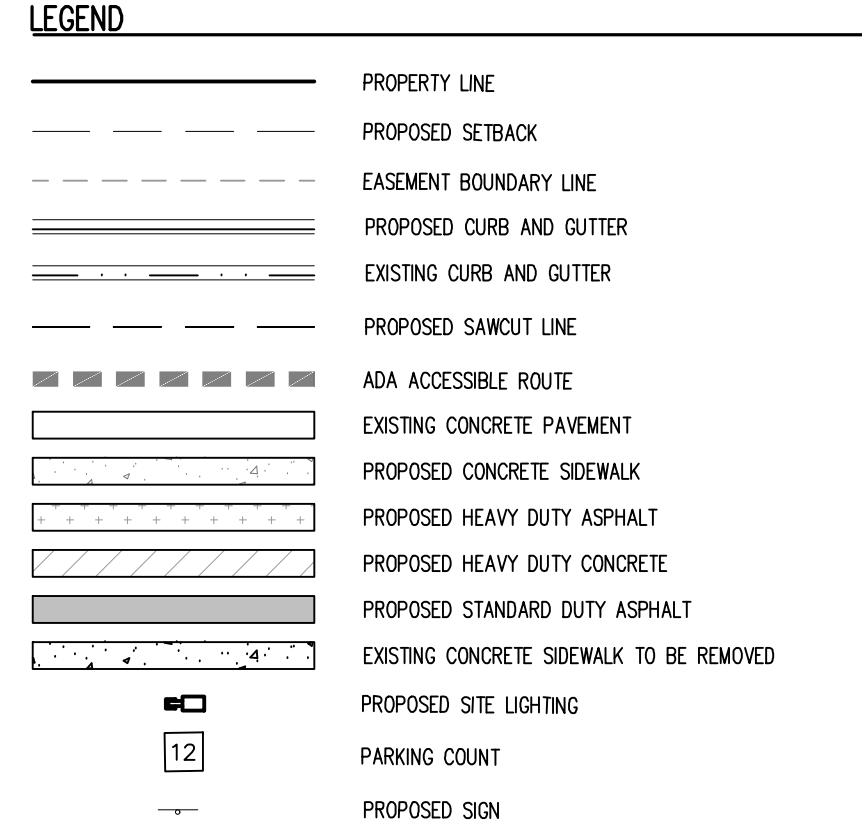 LEGEND
PROPERTY LINE
PROPOSED SETBACK
EASEMENT BOUNDARY LINE
PROPOSED CURB AND GUTTER
EXISTING CURB AND GUTTER
PROPOSED SAWCUT LINE
ADA ACCESSIBLE ROUTE
EXISTING CONCRETE PAVEMENT
PROPOSED CONCRETE SIDEWALK
PROPOSED HEAVY DUTY ASPHALT
PROPOSED HEAVY DUTY CONCRETE
PROPOSED STANDARD DUTY ASPHALT
EXISTING CONCRETE SIDEWALK TO BE REMOVED
PROPOSED SITE LIGHTING
12 PARKING COUNT
PROPOSED SIGN